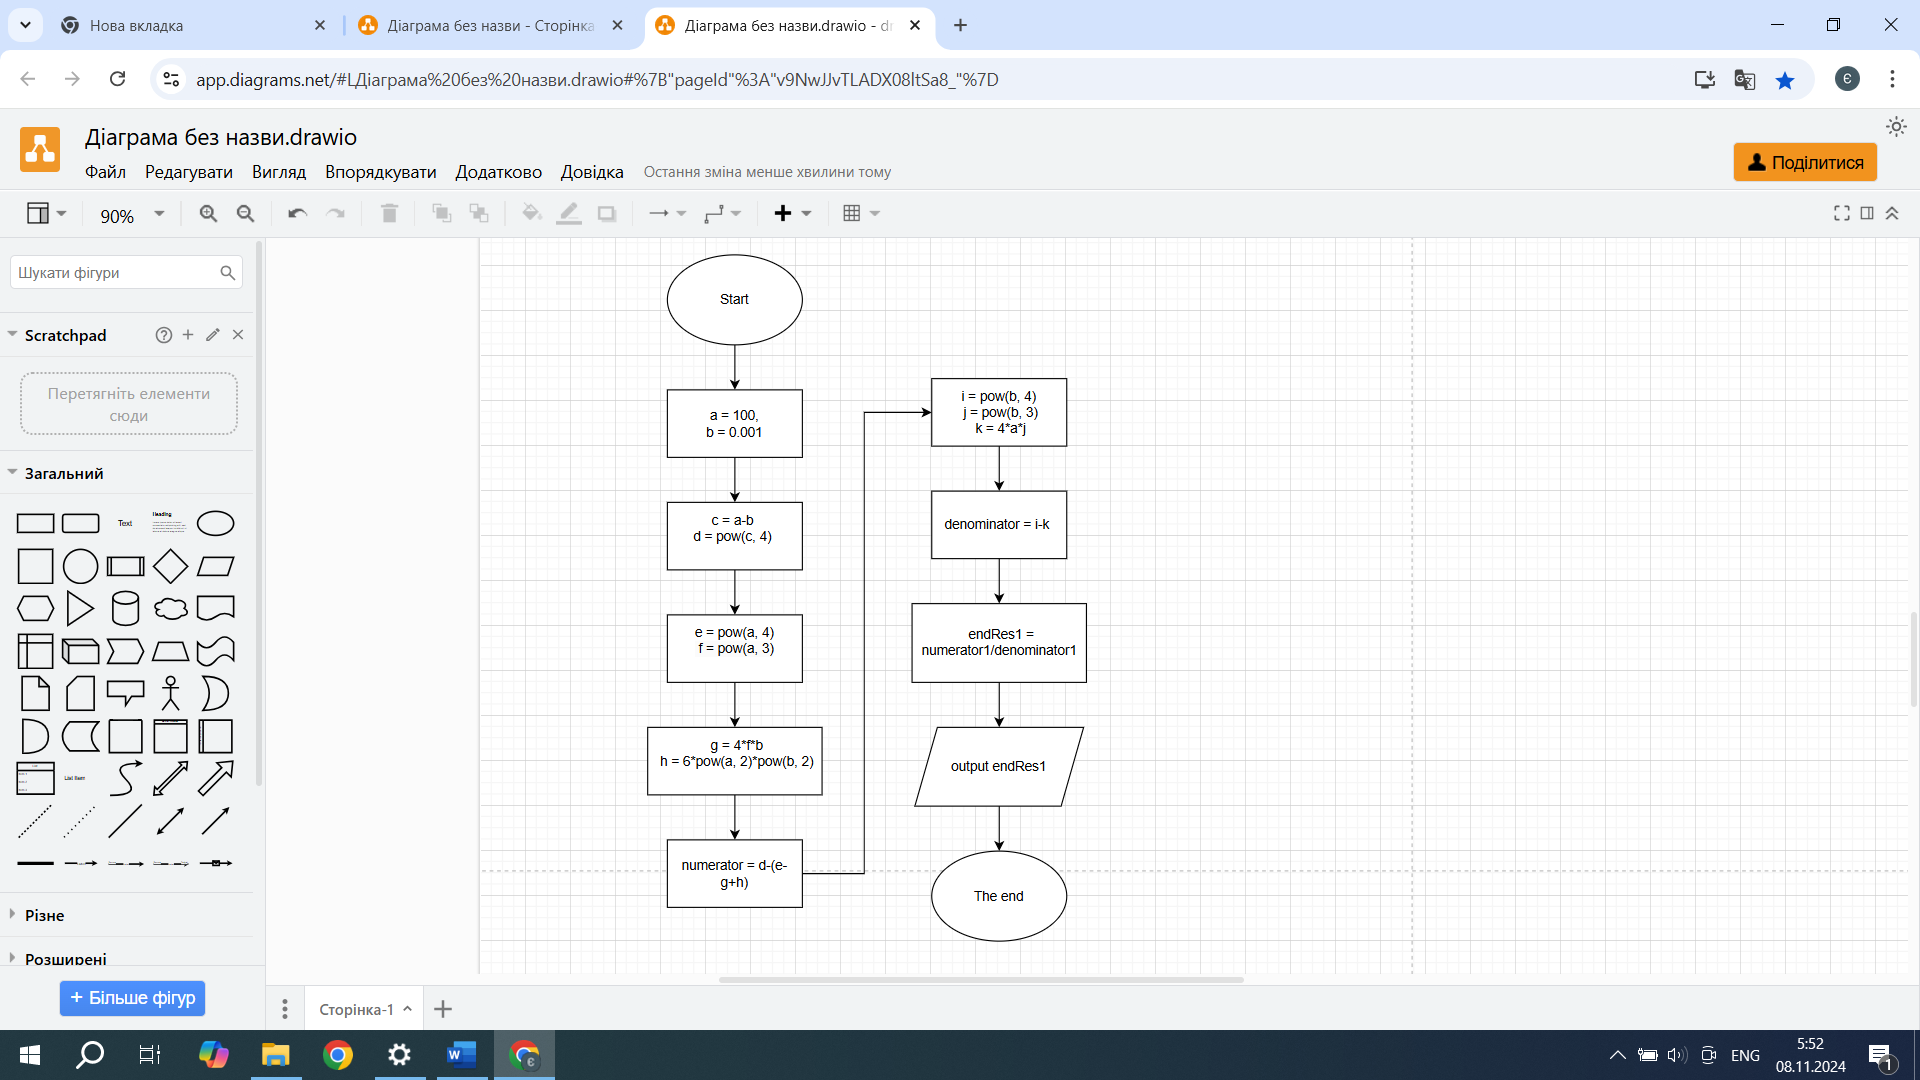 Нова вкладка
Діаграма без назви - Сторінка
Діаграма без назви.drawio - dr
app.diagrams.net/#LДіаграма%20без%20назви.drawio#%7B"pageId"%3A"v9NwJJvTLADX08ltSa8_"%7D
Є
Діаграма без назви.drawio
Файл Редагувати Вигляд Впорядкувати Додатково Довідка Остання зміна менше хвилини тому
Поділитися
90%
Шукати фігури
Scratchpad
Перетягніть елементи
сюди
Загальний
Text
Heading
List Item
Різне
Розширені
+ Більше фігур
Start
a = 100,
b = 0.001
c = a-b
d = pow(c, 4)
e = pow(a, 4)
f = pow(a, 3)
g = 4*f*b
h = 6*pow(a, 2)*pow(b, 2)
numerator = d-(e-
g+h)
i = pow(b, 4)
j = pow(b, 3)
k = 4*a*j
denominator = i-k
endRes1 =
numerator1/denominator1
output endRes1
The end
Сторінка-1
ENG
5:52
08.11.2024
1